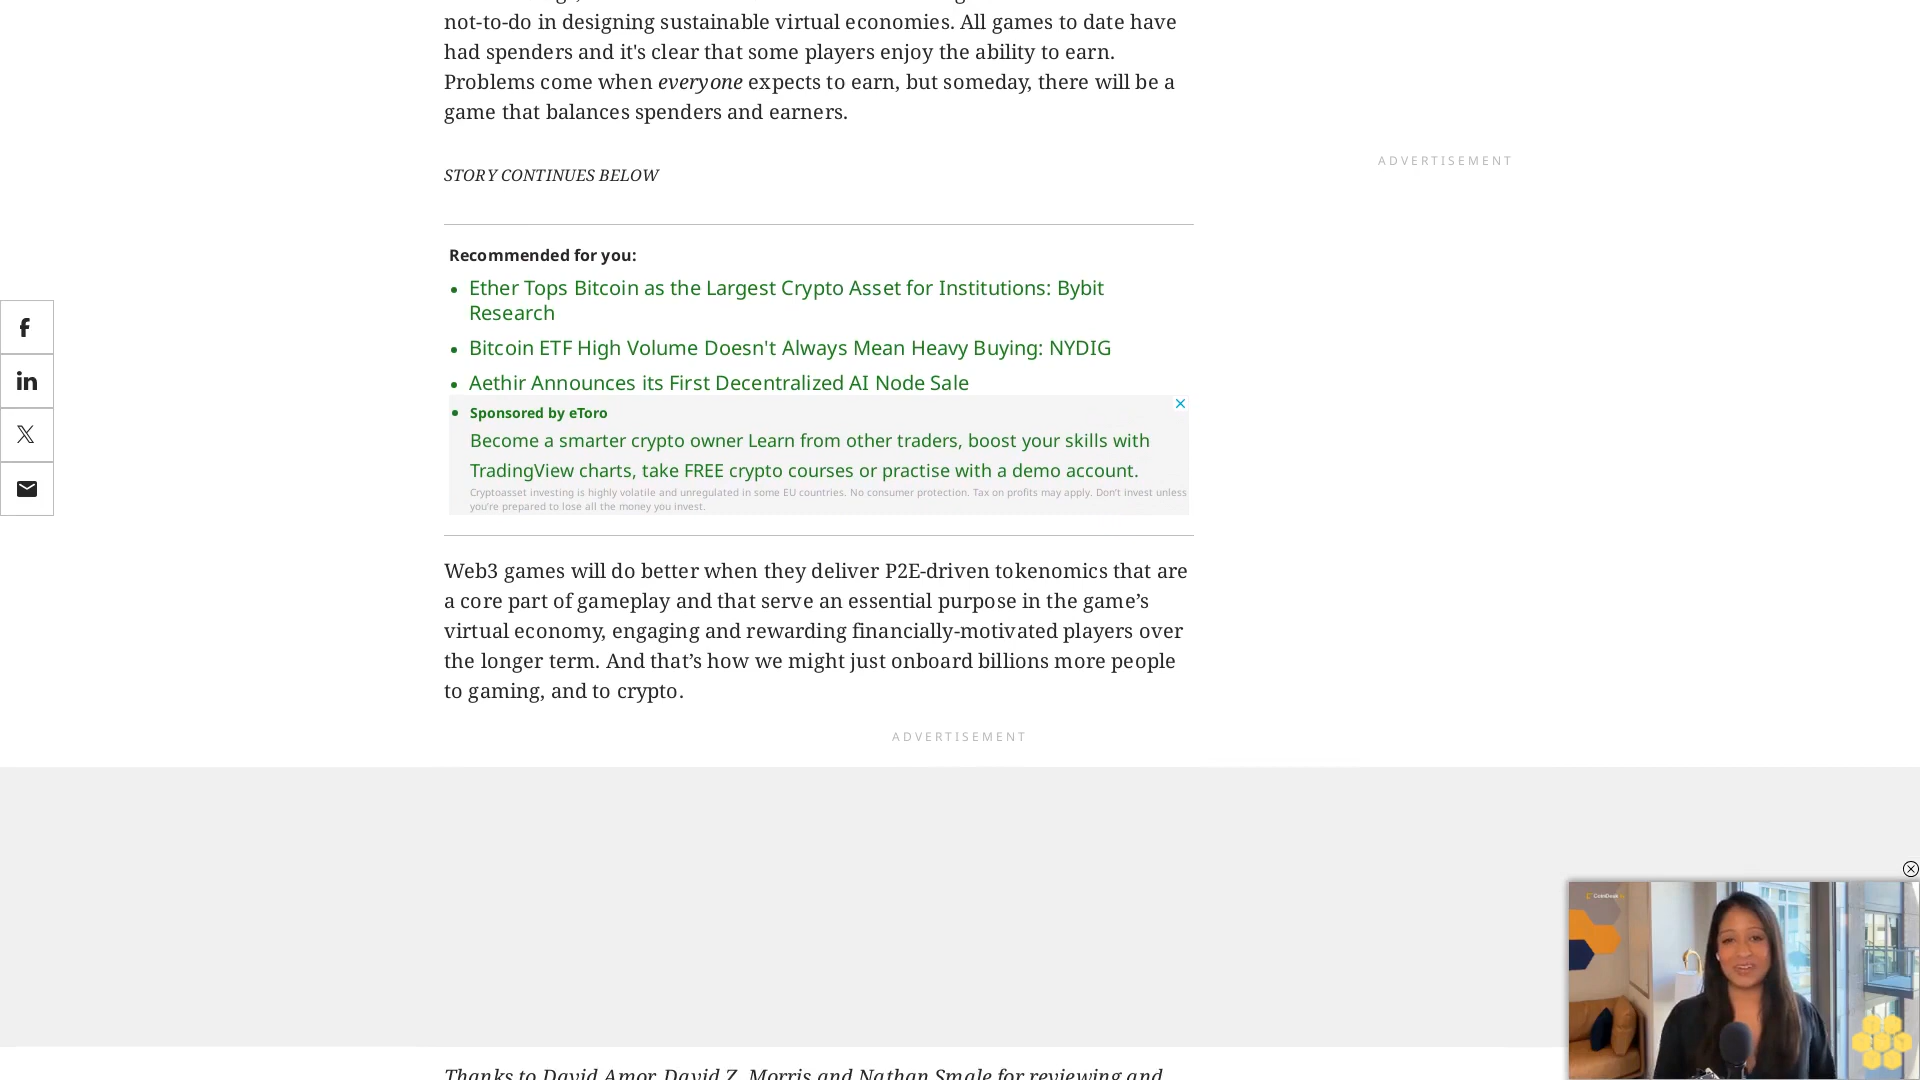 not-to-do in designing sustainable virtual economies. All games to date have
had spenders and it's clear that some players enjoy the ability to earn.
Problems come when everyone expects to earn, but someday, there will be a
game that balances spenders and earners.
STORY CONTINUES BELOW
ADVERTISEMENT
Recommended for you:
• Ether Tops Bitcoin as the Largest Crypto Asset for Institutions: Bybit
Research
• Bitcoin ETF High Volume Doesn't Always Mean Heavy Buying: NYDIG
• Aethir Announces its First Decentralized AI Node Sale
• Sponsored by eToro
Become a smarter crypto owner Learn from other traders, boost your skills with
TradingView charts, take FREE crypto courses or practise with a demo account.
Cryptoasset investing is highly volatile and unregulated in some EU countries. No consumer protection. Tax on profits may apply. Don't invest unless
you're prepared to lose all the money you invest.
Web3 games will do better when they deliver P2E-driven tokenomics that are
a core part of gameplay and that serve an essential purpose in the game’s
virtual economy, engaging and rewarding financially-motivated players over
the longer term. And that’s how we might just onboard billions more people
to gaming, and to crypto.
ADVERTISEMENT
CoinDesk
Thanks to David Amor, David Z. Morris and Nathan Smale for reviewing and